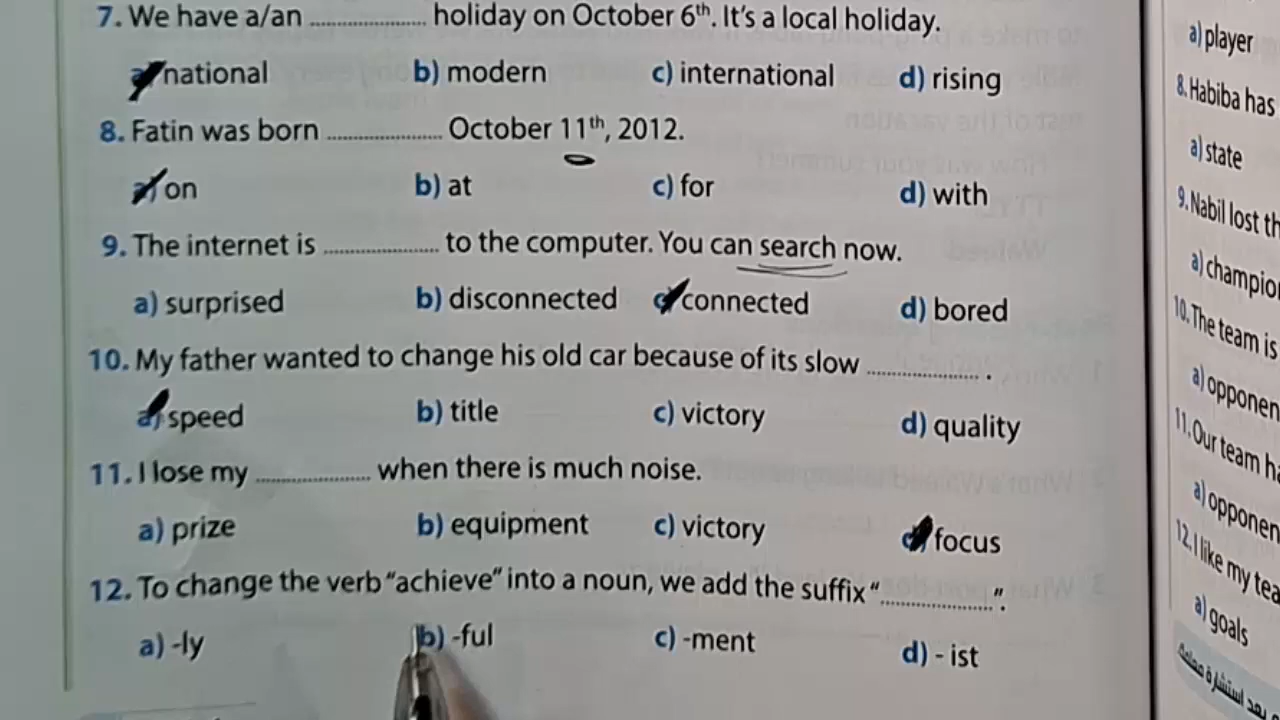 7. We have a/an .................... holiday on October 6th. It's a local holiday.
a) national b) modern c) international d) rising
8. Fatin was born .................... October 11th, 2012.
a) on b) at c) for d) with
9. The internet is .................... to the computer. You can search now.
a) surprised b) disconnected c) connected d) bored
10. My father wanted to change his old car because of its slow .................... .
a) speed b) title c) victory d) quality
11. I lose my .................... when there is much noise.
a) prize b) equipment c) victory d) focus
12. To change the verb "achieve" into a noun, we add the suffix "....................".
a) -ly b) -ful c) -ment d) - ist
a) player
8. Habiba has
a) state
9. Nabil lost
a) champio
10. The team is
a) opponen
11. Our team
a) opponen
12. I like my tea
a) goals
بعد استشارة معلمك